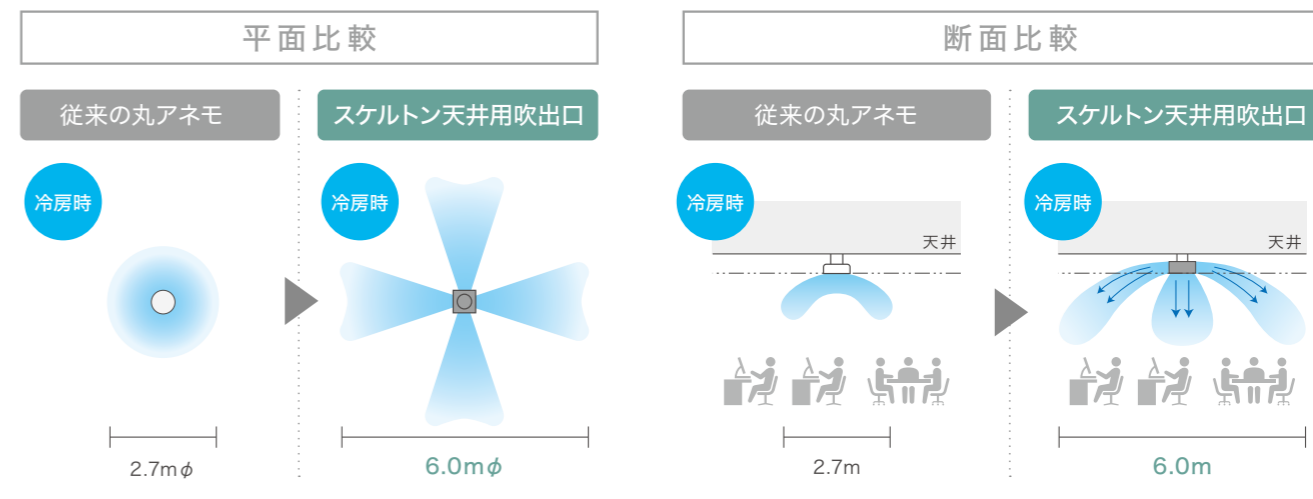 平面比較
従来の丸アネモ
スケルトン天井用吹出口
冷房時
冷房時
2.7mφ
6.0mφ
断面比較
従来の丸アネモ
スケルトン天井用吹出口
冷房時
天井
冷房時
天井
2.7m
6.0m